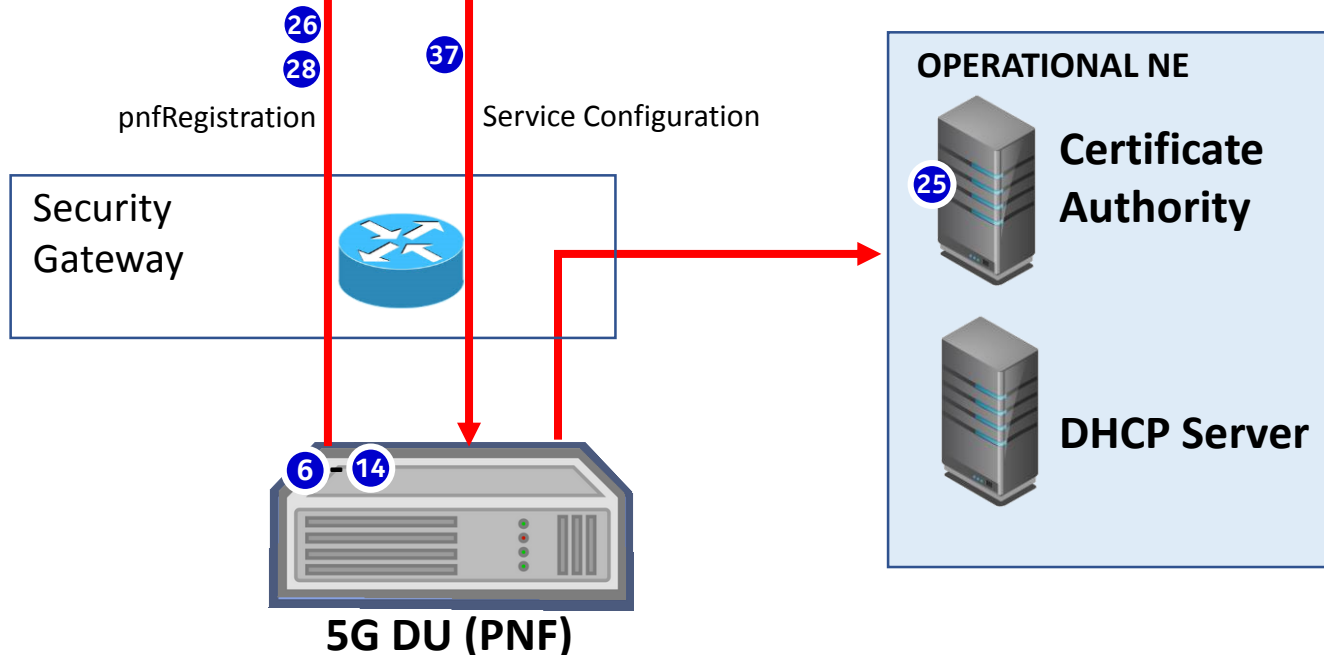 26
28
37
pnfRegistration
Service Configuration
OPERATIONAL NE
25
Certificate
Authority
Security
Gateway
DHCP Server
6 - 14
5G DU (PNF)